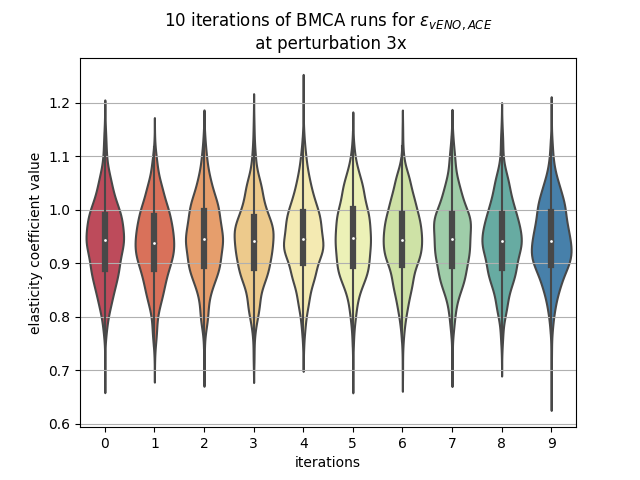 10 iterations of BMCA runs for ε_{vENO, ACE}
at perturbation 3x
elasticity coefficient value
1.2
1.1
1.0
0.9
0.8
0.7
0.6
0 1 2 3 4 5 6 7 8 9
iterations